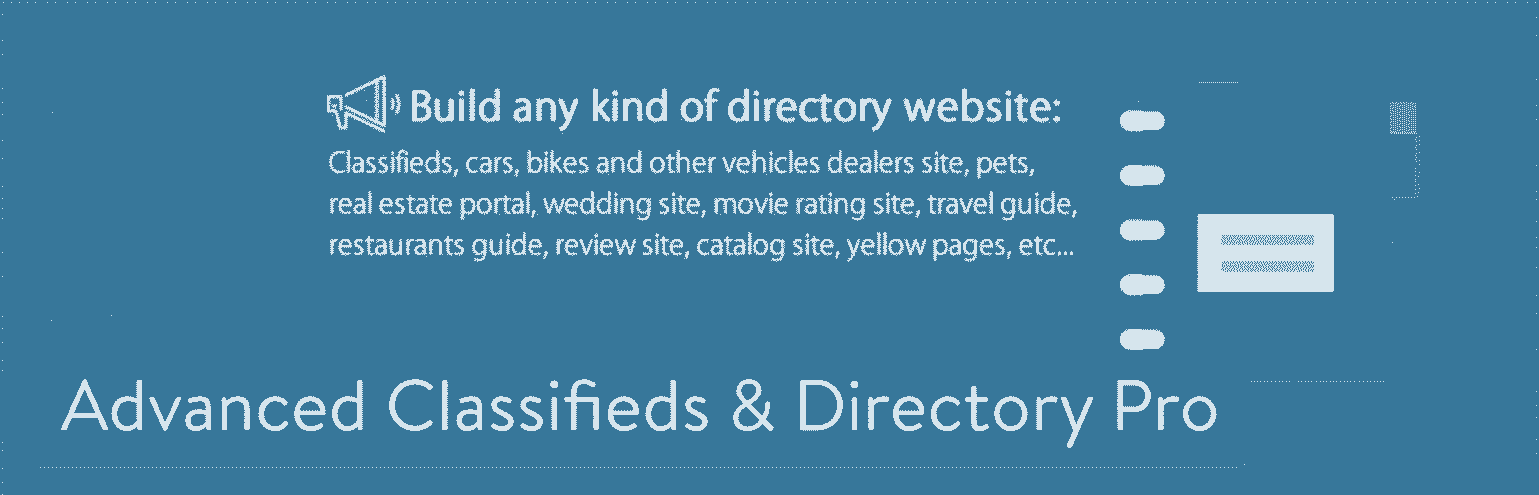 Build any kind of directory website:
Classifieds, cars, bikes and other vehicles dealers site, pets,
real estate portal, wedding site, movie rating site, travel guide,
restaurants guide, review site, catalog site, yellow pages, etc...
Advanced Classifieds & Directory Pro